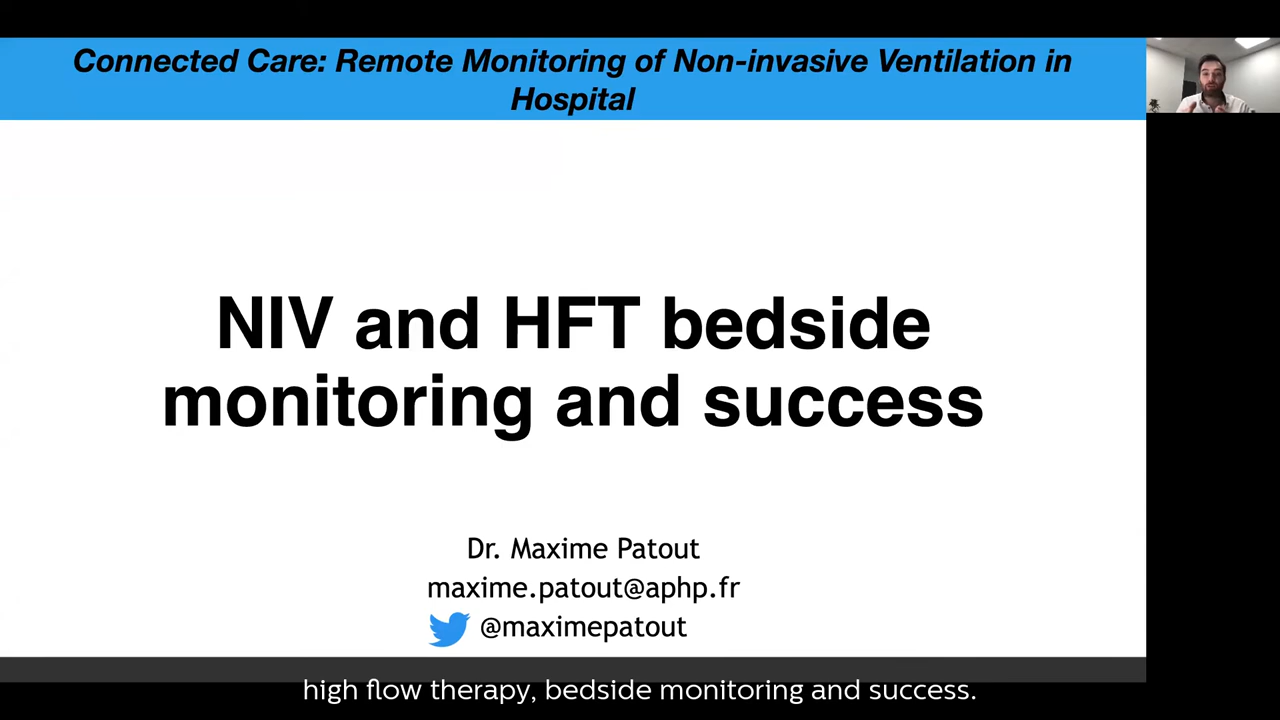 Connected Care: Remote Monitoring of Non-invasive Ventilation in
Hospital
NIV and HFT bedside
monitoring and success
Dr. Maxime Patout
maxime.patout@aphp.fr
@maximepatout
high flow therapy, bedside monitoring and success.